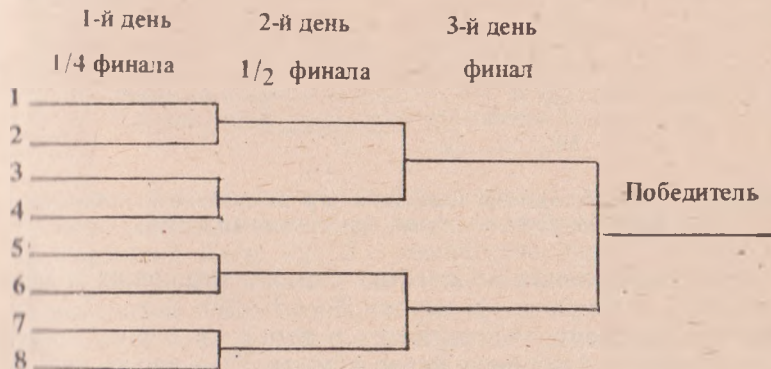 1-й день 2-й день 3-й день
1/4 финала 1/2 финала финал
1
2
3
4
5
6
7
8
Победитель